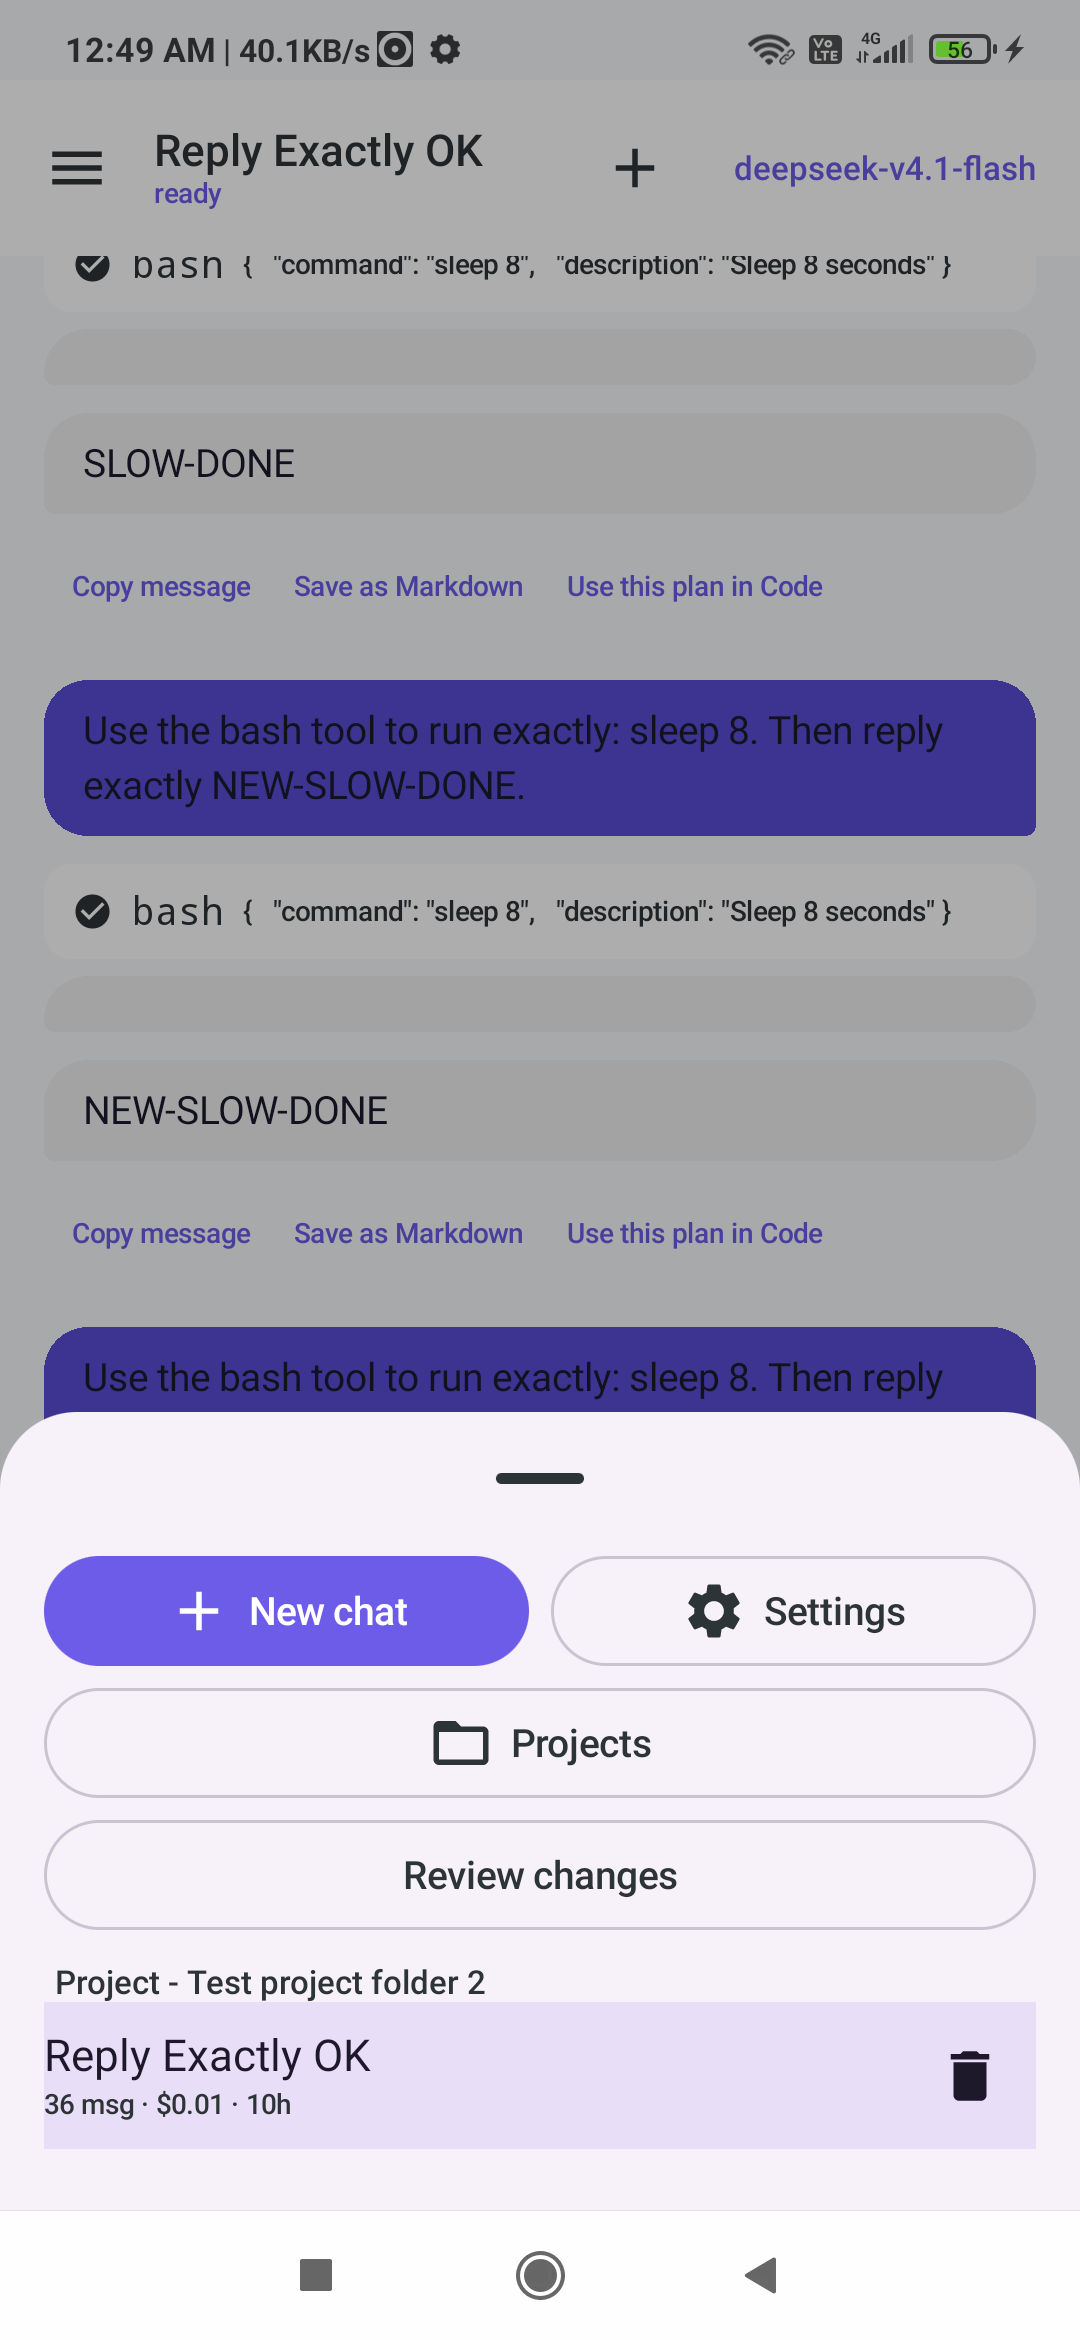 12:49 AM | 40.1KB/s
Vo LTE 4G 56
Reply Exactly OK
ready
deepseek-v4.1-flash
bash { "command": "sleep 8", "description": "Sleep 8 seconds" }
SLOW-DONE
Copy message Save as Markdown Use this plan in Code
Use the bash tool to run exactly: sleep 8. Then reply
exactly NEW-SLOW-DONE.
bash { "command": "sleep 8", "description": "Sleep 8 seconds" }
NEW-SLOW-DONE
Copy message Save as Markdown Use this plan in Code
Use the bash tool to run exactly: sleep 8. Then reply
New chat
Settings
Projects
Review changes
Project - Test project folder 2
Reply Exactly OK
36 msg · $0.01 · 10h